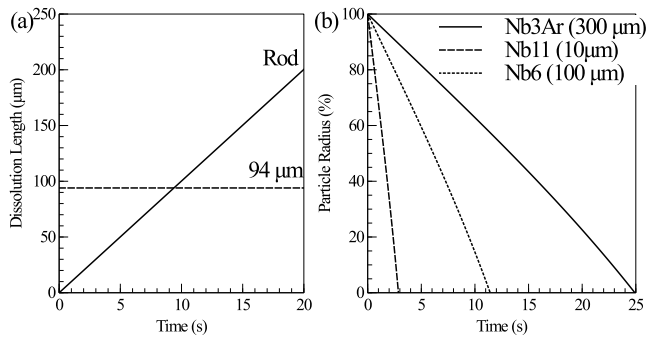 (a)
250
200
150
100
50
0
Dissolution Length (μm)
Rod
94 μm
0 5 10 15 20
Time (s)
(b)
100
80
60
40
20
0
Particle Radius (%)
Nb3Ar (300 μm)
Nb11 (10μm)
Nb6 (100 μm)
0 5 10 15 20 25
Time (s)